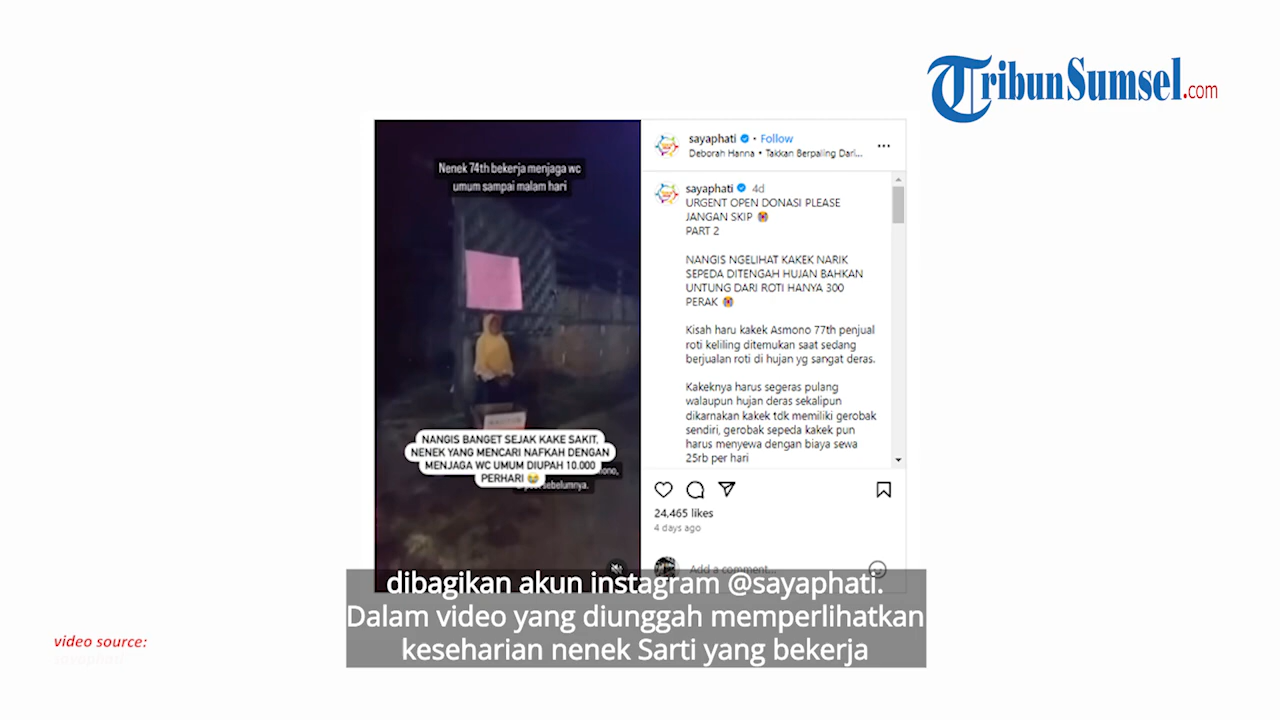 TribunSumsel.com
Nenek 74th bekerja menjaga wc
umum sampai malam hari
NANGIS BANGET SEJAK KAKE SAKIT,
NENEK YANG MENCARI NAFKAH DENGAN
MENJAGA WC UMUM DIUPAH 10.000
PERHARI 😭
sebelumnya.
sayaphati • Follow
Deborah Hanna • Takkan Berpaling Dari...
sayaphati 4d
URGENT OPEN DONASI PLEASE
JANGAN SKIP 😭
PART 2
NANGIS NGELIHAT KAKEK NARIK
SEPEDA DITENGAH HUJAN BAHKAN
UNTUNG DARI ROTI HANYA 300
PERAK 😭
Kisah haru kakek Asmono 77th penjual
roti keliling ditemukan saat sedang
berjualan roti di hujan yg sangat deras.
Kakeknya harus segeras pulang
walaupun hujan deras sekalipun
dikarnakan kakek tdk memiliki gerobak
sendiri, gerobak sepeda kakek pun
harus menyewa dengan biaya sewa
25rb per hari
24,465 likes
4 days ago
Add a comment...
dibagikan akun instagram @sayaphati.
Dalam video yang diunggah memperlihatkan
keseharian nenek Sarti yang bekerja
video source: